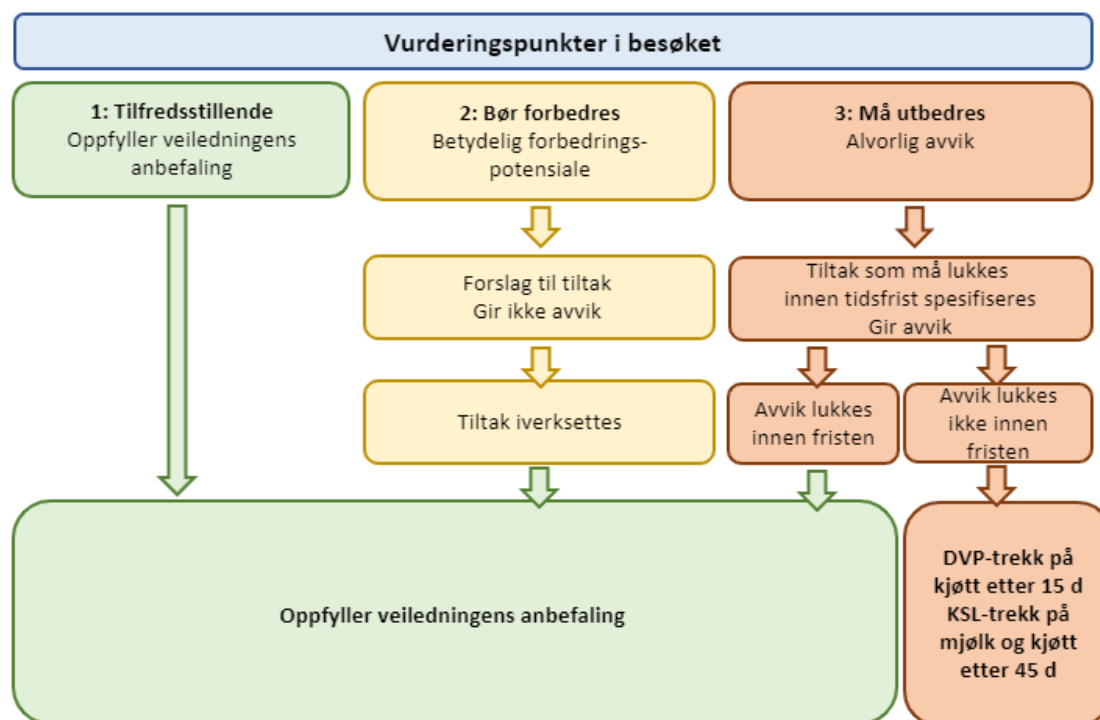 Vurderingspunkter i besøket
1: Tilfredsstillende
Oppfyller veiledningens
anbefaling
2: Bør forbedres
Betydelig forbedrings-
potensiale
3: Må utbedres
Alvorlig avvik
Forslag til tiltak
Gir ikke avvik
Tiltak som må lukkes
innen tidsfrist spesifiseres
Gir avvik
Tiltak iverksettes
Avvik lukkes
innen fristen
Avvik lukkes
ikke innen
fristen
Oppfyller veiledningens anbefaling
DVP-trekk på
kjøtt etter 15 d
KSL-trekk på
mjølk og kjøtt
etter 45 d